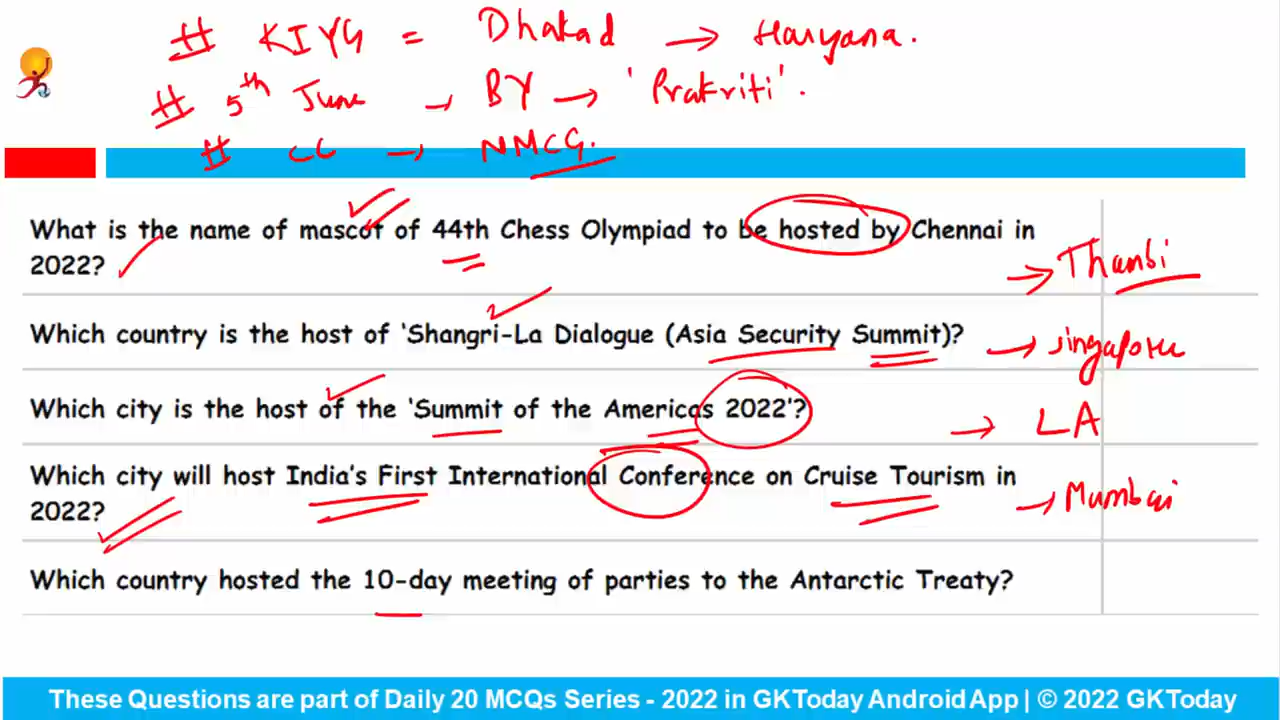 # KIYG = Dhakad → Haryana.
# 5th June → BY → 'Prakriti'.
# CC → NMCG.
What is the name of mascot of 44th Chess Olympiad to be hosted by Chennai in
2022?
→ Thambi
Which country is the host of 'Shangri-La Dialogue (Asia Security Summit)?
→ Singapore
Which city is the host of the 'Summit of the Americas 2022'?
→ LA
Which city will host India's First International Conference on Cruise Tourism in
2022?
→ Mumbai
Which country hosted the 10-day meeting of parties to the Antarctic Treaty?
These Questions are part of Daily 20 MCQs Series - 2022 in GKToday Android App | © 2022 GKToday